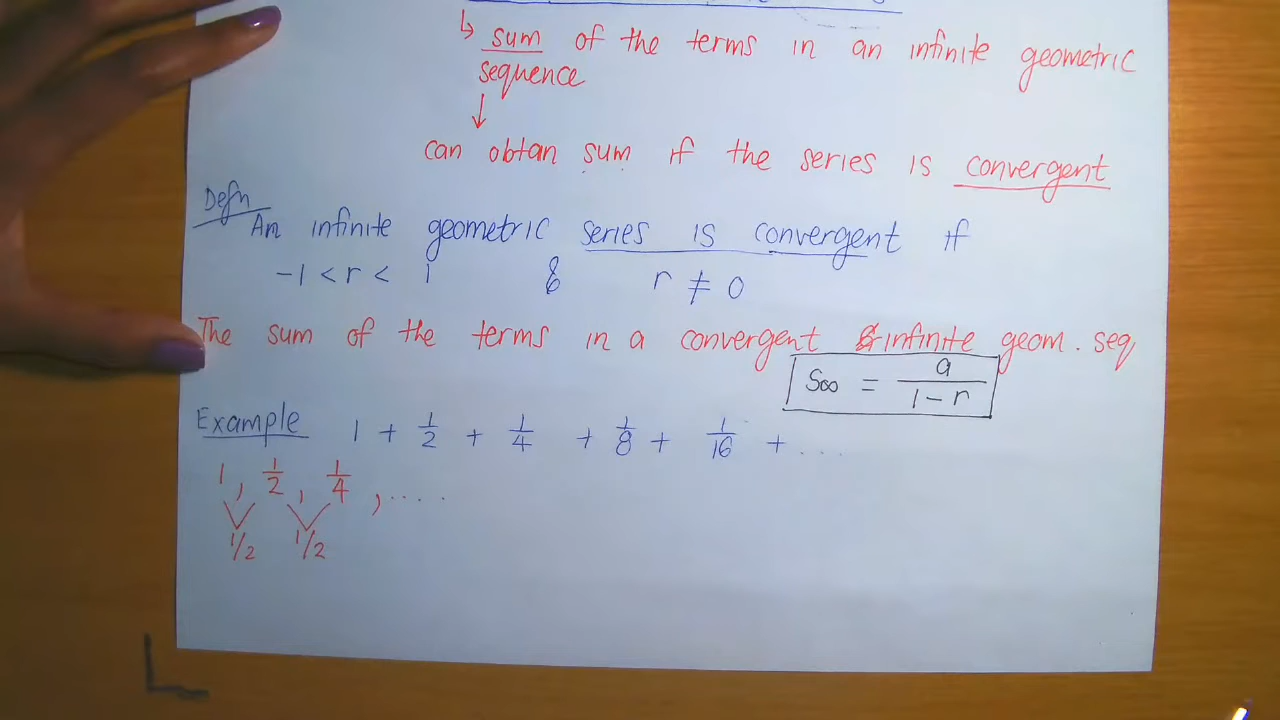 ↳ sum of the terms in an infinite geometric
sequence
↓
can obtan sum if the series is convergent
Defn
An infinite geometric series is convergent if
-1 < r < 1 & r ≠ 0
The sum of the terms in a convergent infinite geom. seq
S∞ = a/(1-r)
Example 1 + 1/2 + 1/4 + 1/8 + 1/16 + ...
1, 1/2, 1/4, .....
1/2 1/2